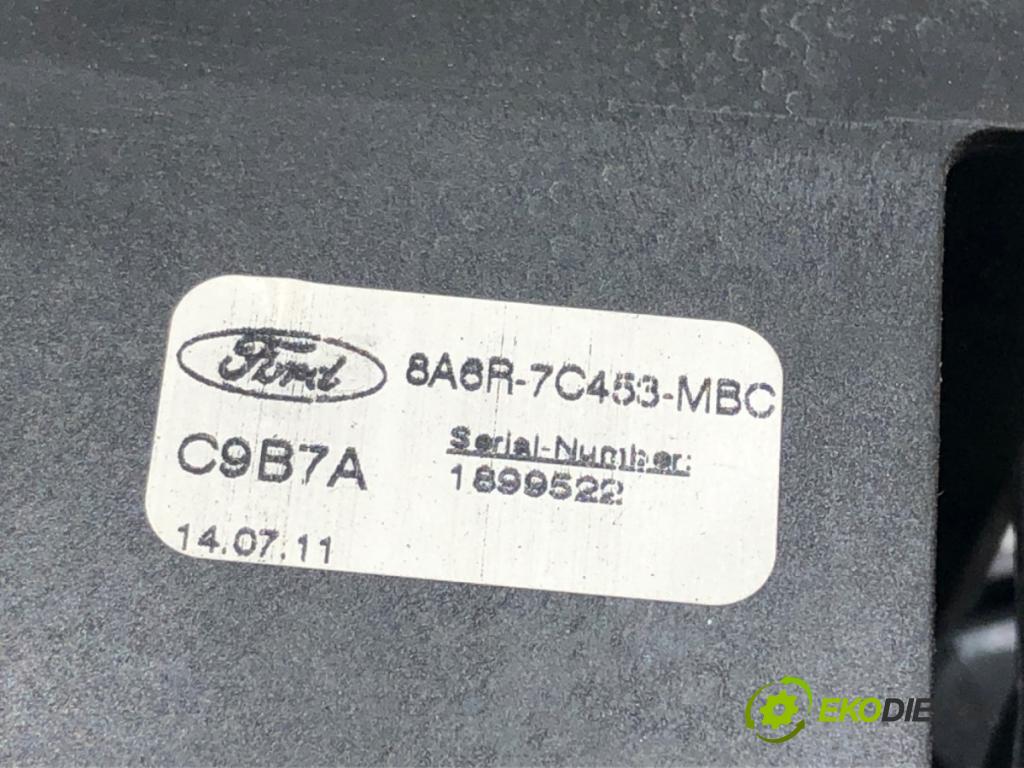 Ford 8A6R-7C453-MBC
C9B7A
Serial-Number:
1899522
14.07.11
EKODIE